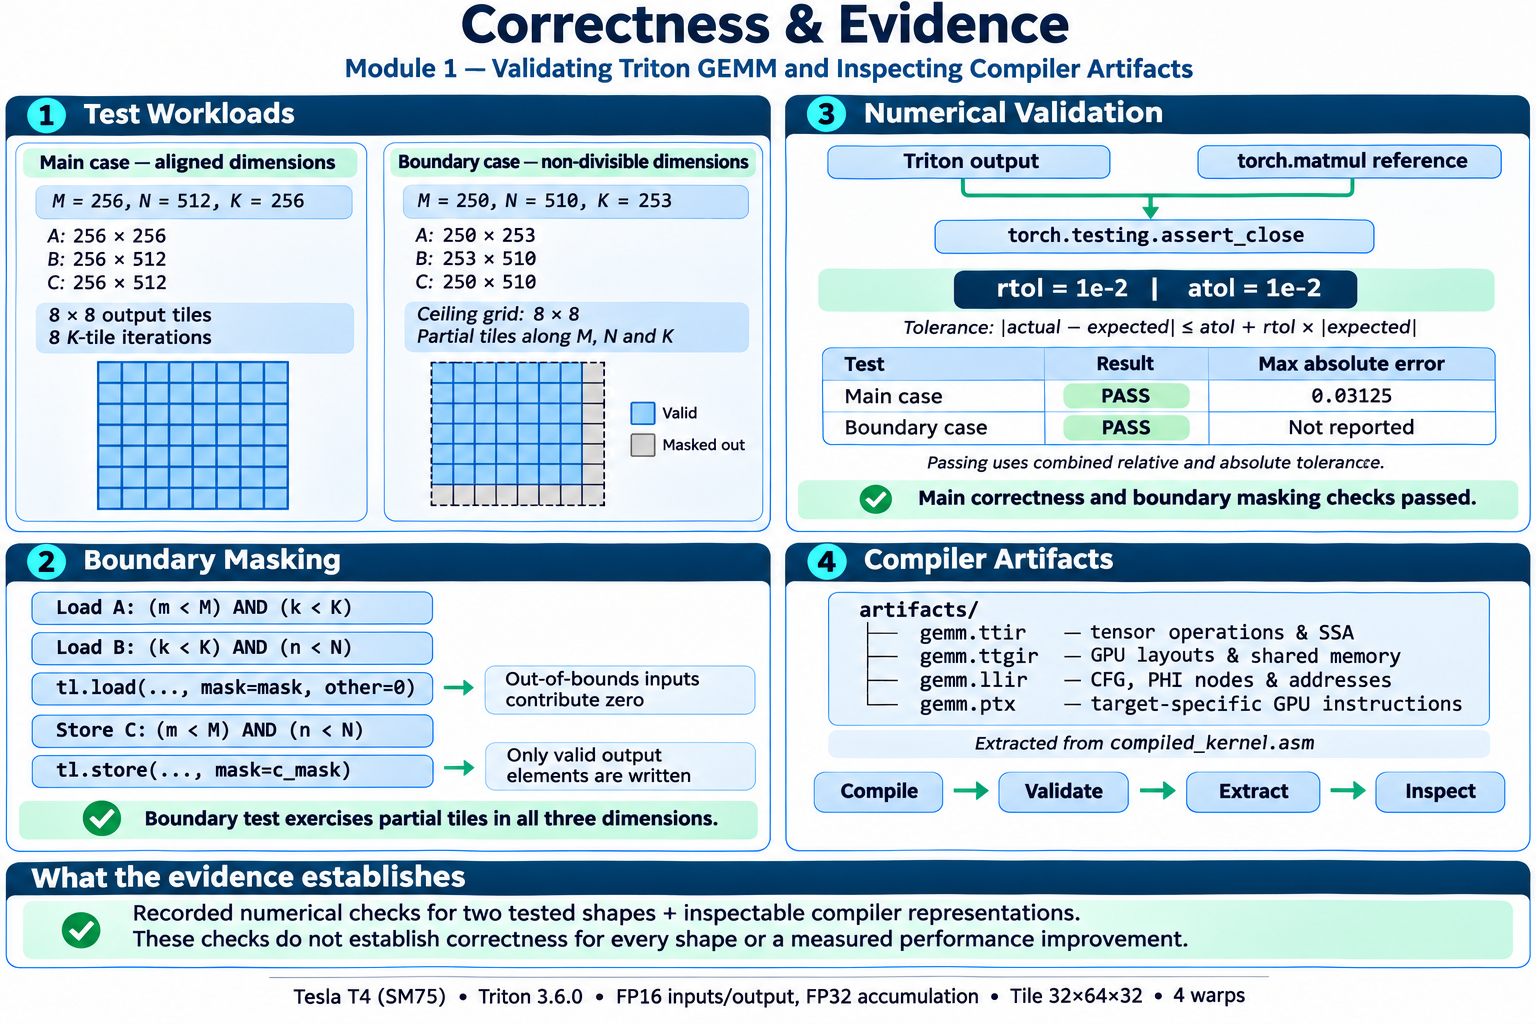 Correctness & Evidence
Module 1 — Validating Triton GEMM and Inspecting Compiler Artifacts
1 Test Workloads
Main case — aligned dimensions
M = 256, N = 512, K = 256
A: 256 × 256
B: 256 × 512
C: 256 × 512
8 × 8 output tiles
8 K-tile iterations
Boundary case — non-divisible dimensions
M = 250, N = 510, K = 253
A: 250 × 253
B: 253 × 510
C: 250 × 510
Ceiling grid: 8 × 8
Partial tiles along M, N and K
Valid
Masked out
2 Boundary Masking
Load A: (m < M) AND (k < K)
Load B: (k < K) AND (n < N)
tl.load(..., mask=mask, other=0)
Out-of-bounds inputs
contribute zero
Store C: (m < M) AND (n < N)
tl.store(..., mask=c_mask)
Only valid output
elements are written
Boundary test exercises partial tiles in all three dimensions.
3 Numerical Validation
Triton output
torch.matmul reference
torch.testing.assert_close
rtol = 1e-2 | atol = 1e-2
Tolerance: |actual − expected| ≤ atol + rtol × |expected|
Test Result Max absolute error
Main case PASS 0.03125
Boundary case PASS Not reported
Passing uses combined relative and absolute tolerance.
Main correctness and boundary masking checks passed.
4 Compiler Artifacts
artifacts/
├── gemm.ttir — tensor operations & SSA
├── gemm.ttgir — GPU layouts & shared memory
├── gemm.llir — CFG, PHI nodes & addresses
└── gemm.ptx — target-specific GPU instructions
Extracted from compiled_kernel.asm
Compile → Validate → Extract → Inspect
What the evidence establishes
Recorded numerical checks for two tested shapes + inspectable compiler representations.
These checks do not establish correctness for every shape or a measured performance improvement.
Tesla T4 (SM75) • Triton 3.6.0 • FP16 inputs/output, FP32 accumulation • Tile 32×64×32 • 4 warps